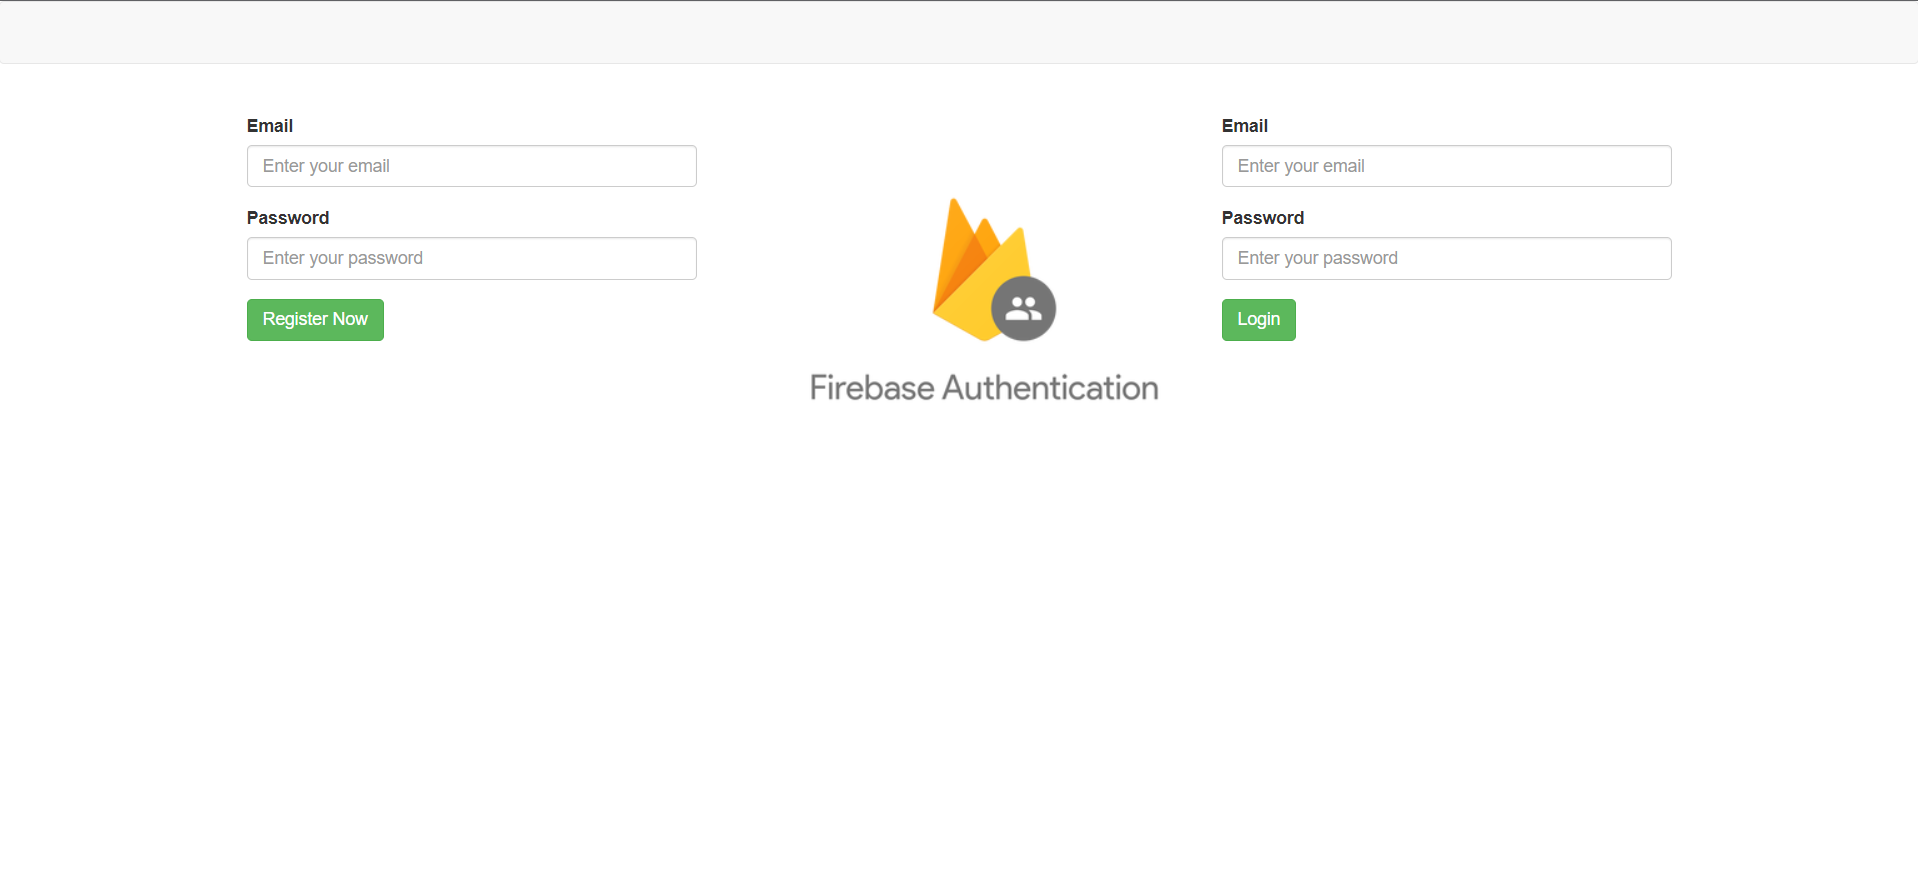 Email
Enter your email
Password
Enter your password
Register Now
Firebase Authentication
Email
Enter your email
Password
Enter your password
Login